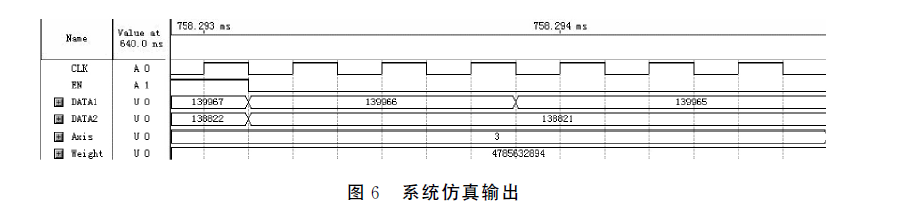 758.293 ms 758.294 ms
Name Value at
640.0 ns
CLK A 0
EN A 1
DATA1 U 0 139967 139966 139965
DATA2 U 0 138822 138821
Axis U 0 3
Weight U 0 4785632894
图 6 系统仿真输出